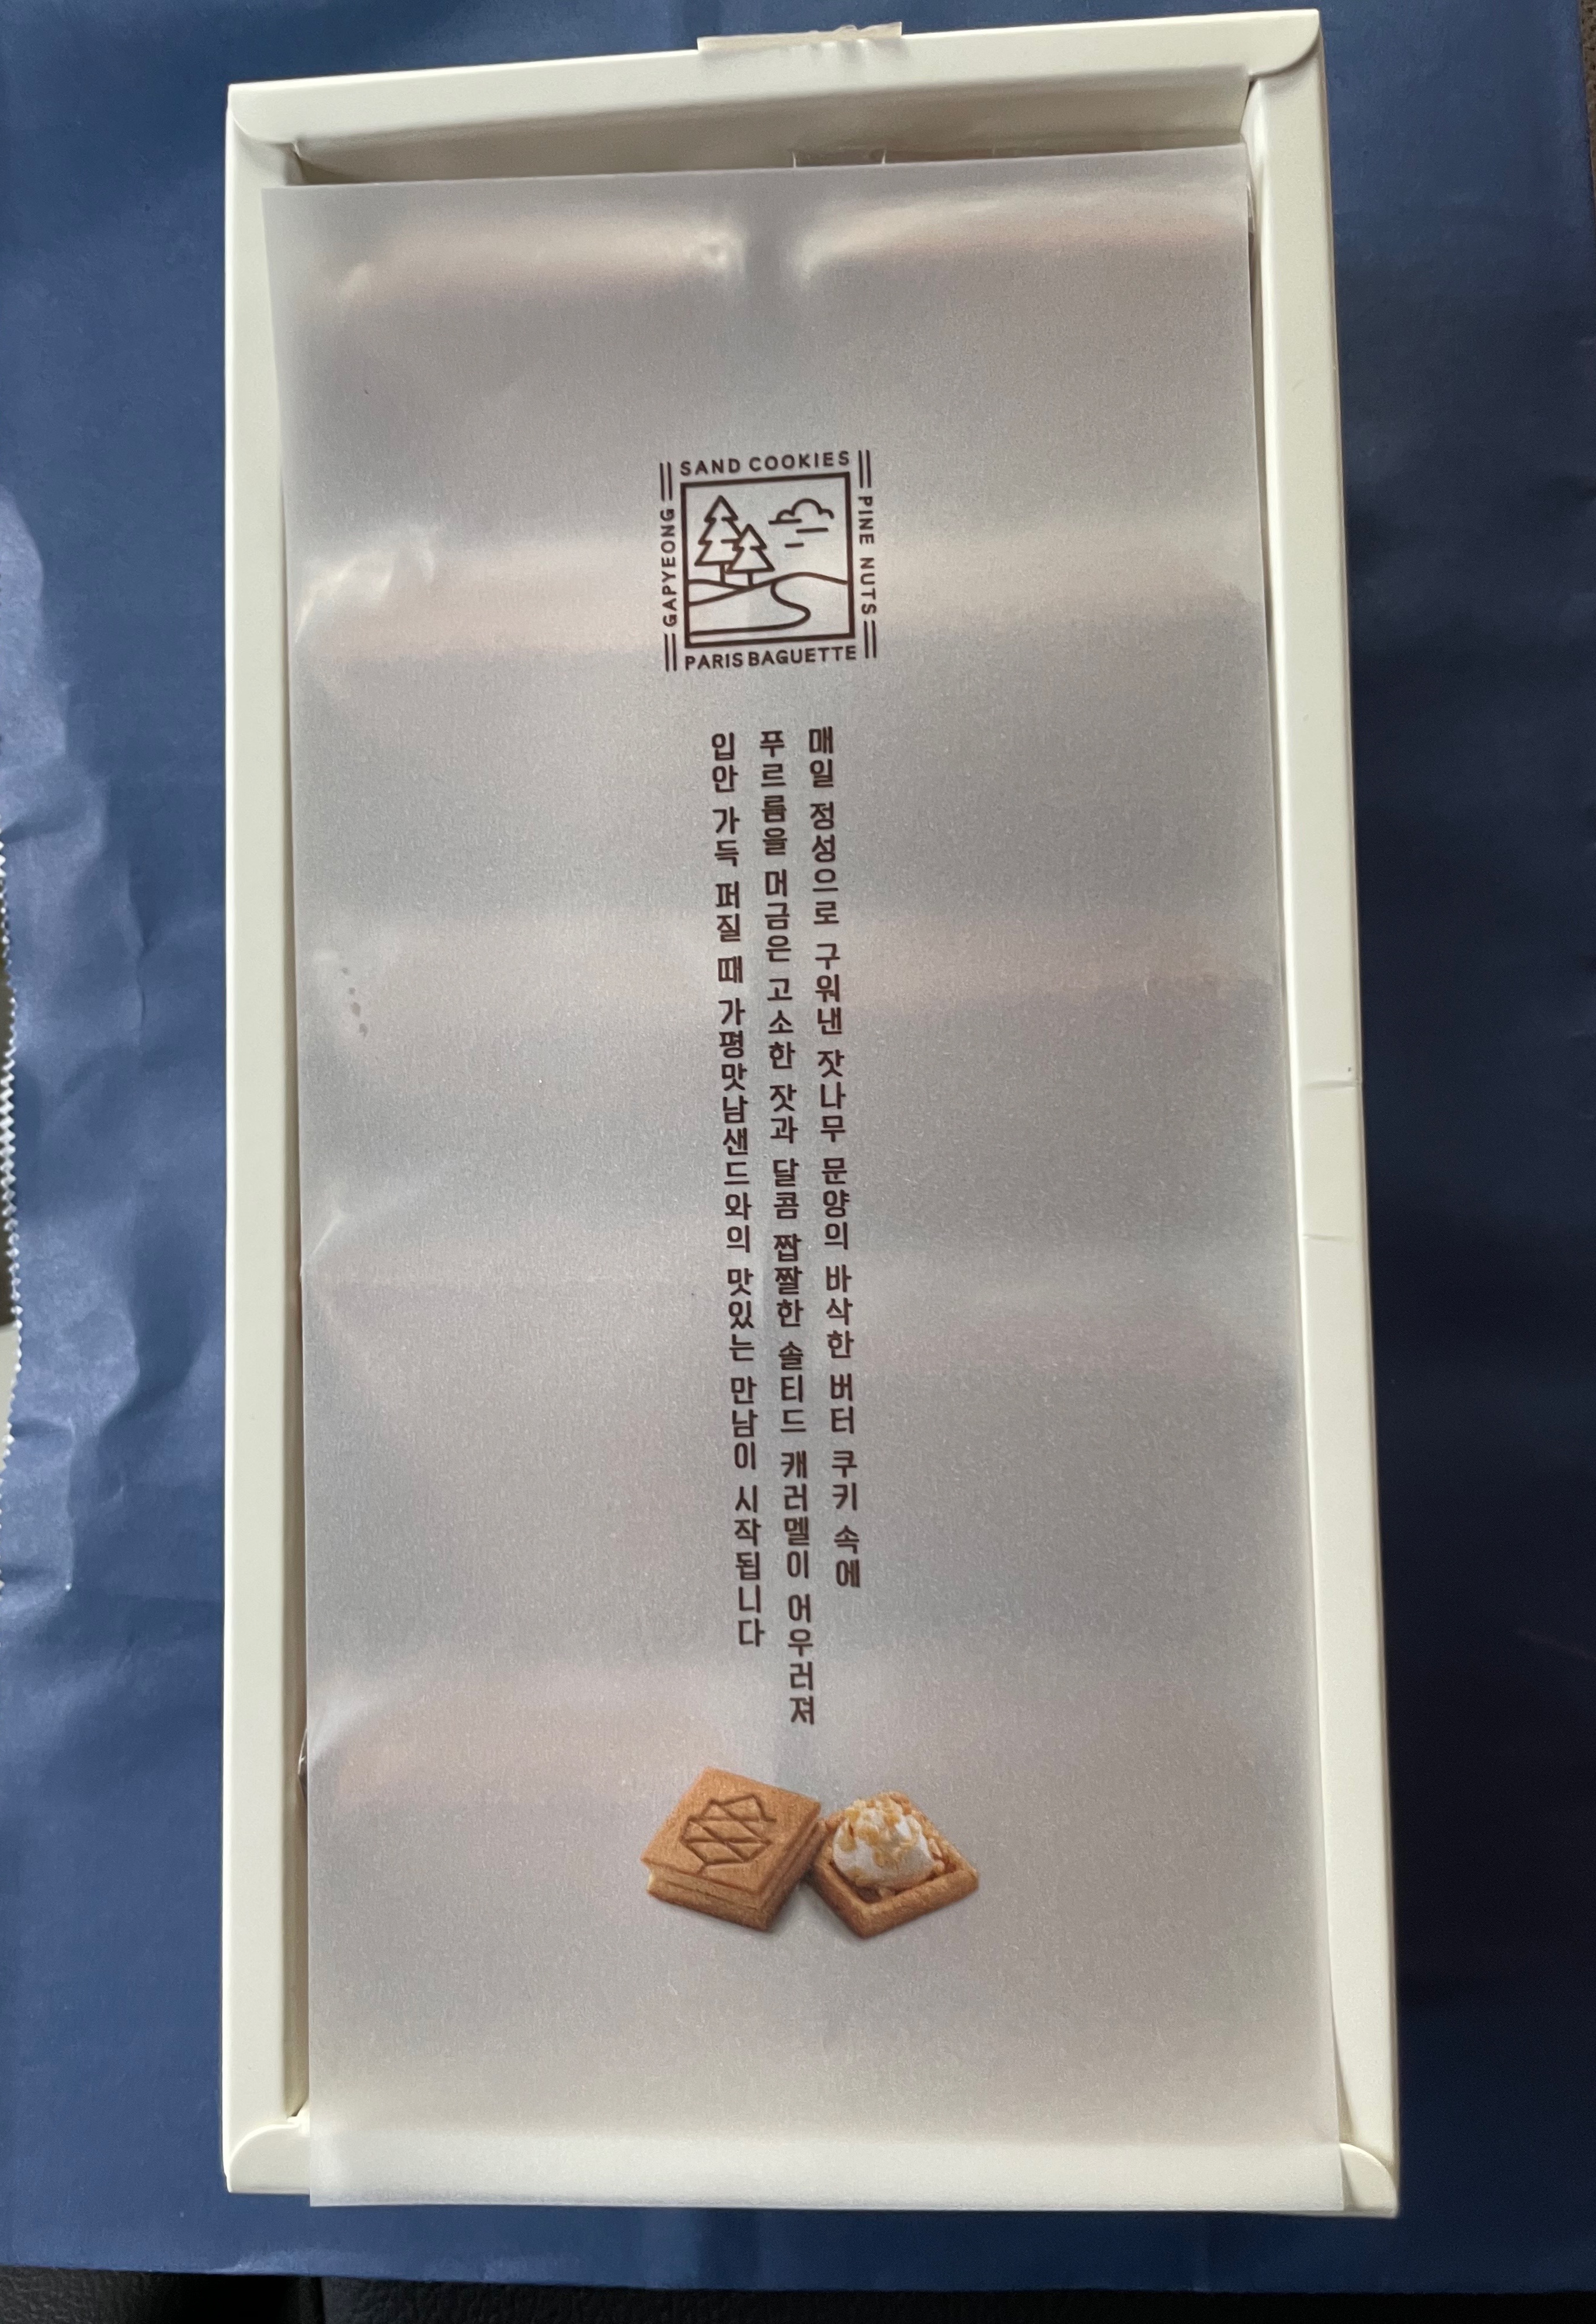 SAND COOKIES
GAPYEONG
PINE NUTS
PARIS BAGUETTE
매일 정성으로 구워낸 잣나무 문양의 바삭한 버터 쿠키 속에
푸르름을 머금은 고소한 잣과 달콤 짭짤한 솔티드 캐러멜이 어우러져
입안 가득 퍼질 때 가평맛남샌드와의 맛있는 만남이 시작됩니다